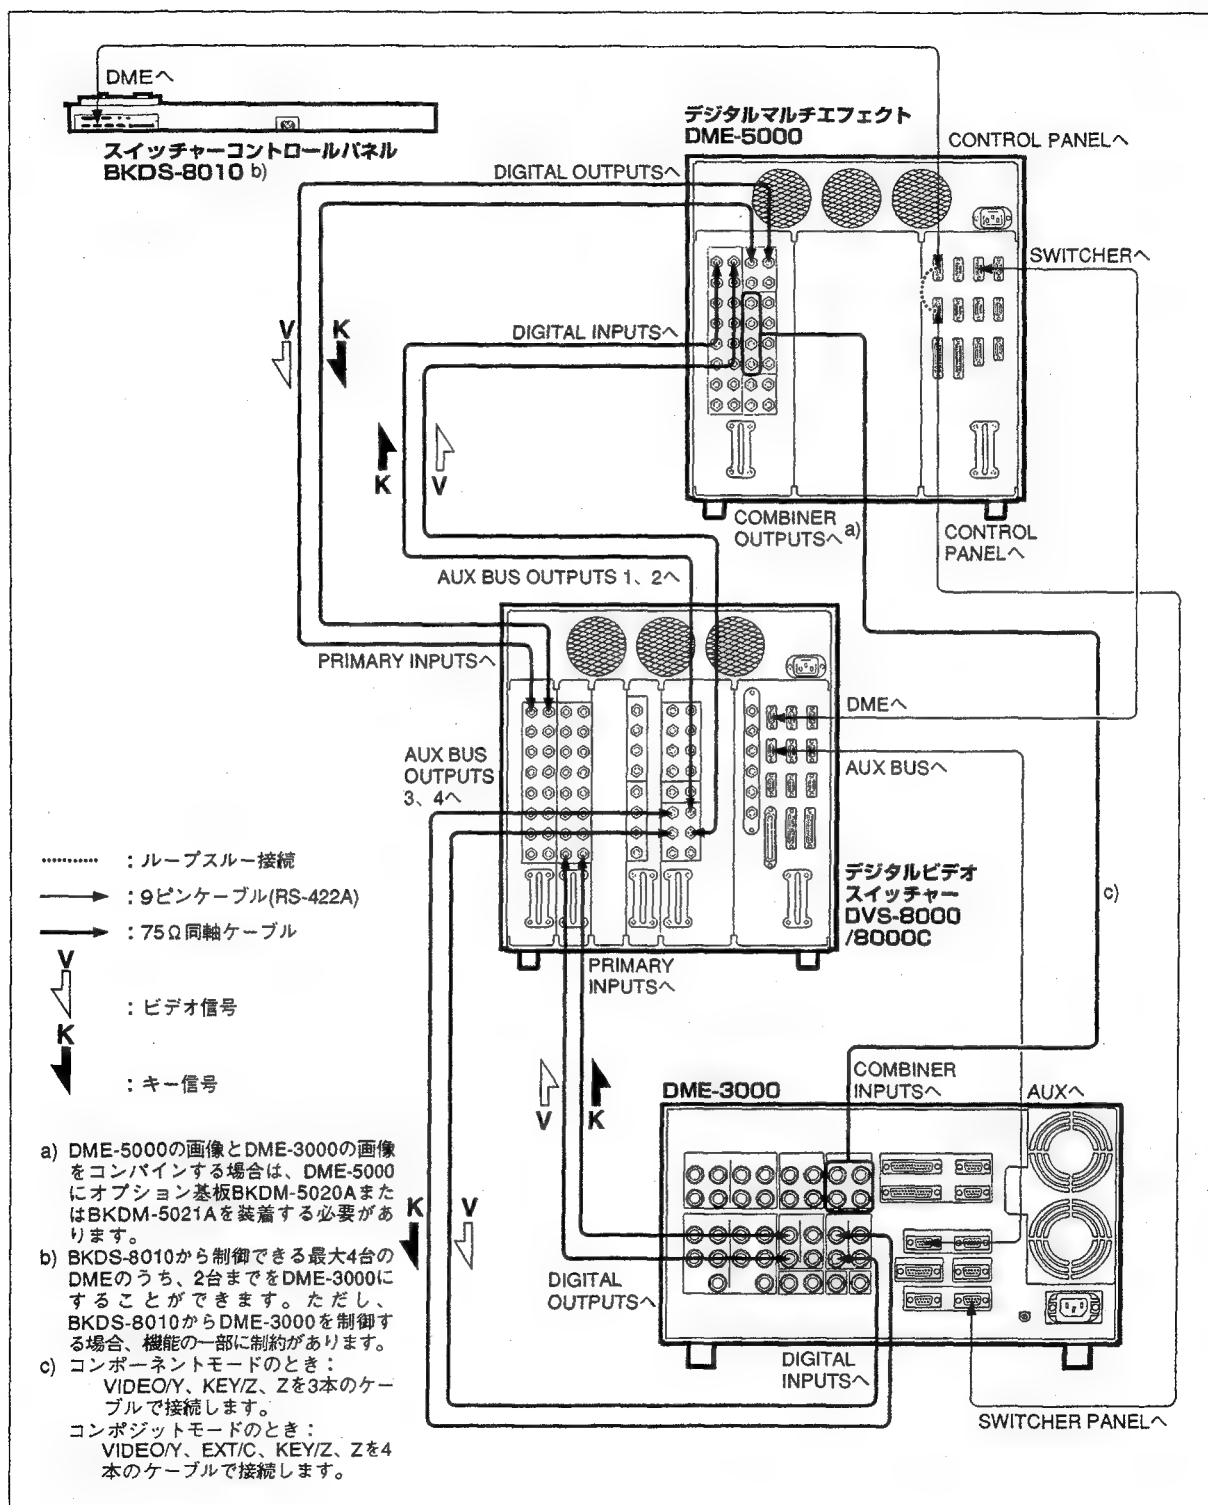 DMEへ
スイッチャーコントロールパネル
BKDS-8010 b)
デジタルマルチエフェクト
DME-5000
CONTROL PANELへ
DIGITAL OUTPUTSへ
SWITCHERへ
V
K
DIGITAL INPUTSへ
K
V
COMBINER
OUTPUTSへ a)
CONTROL
PANELへ
AUX BUS OUTPUTS 1、2へ
PRIMARY INPUTSへ
DMEへ
AUX BUSへ
AUX BUS
OUTPUTS
3、4へ
デジタルビデオ
スイッチャー
DVS-8000
/8000C
c)
PRIMARY
INPUTSへ
：ループスルー接続
：9ピンケーブル(RS-422A)
：75Ω同軸ケーブル
V
：ビデオ信号
K
：キー信号
V
K
DME-3000
COMBINER
INPUTSへ
AUXへ
K
V
DIGITAL
OUTPUTSへ
DIGITAL
INPUTSへ
SWITCHER PANELへ
a) DME-5000の画像とDME-3000の画像
をコンバインする場合は、DME-5000
にオプション基板BKDM-5020Aまた
はBKDM-5021Aを装着する必要があ
ります。
b) BKDS-8010から制御できる最大4台の
DMEのうち、2台までをDME-3000に
することができます。ただし、
BKDS-8010からDME-3000を制御す
る場合、機能の一部に制約があります。
c) コンポーネントモードのとき：
VIDEO/Y、KEY/Z、Zを3本のケー
ブルで接続します。
コンポジットモードのとき：
VIDEO/Y、EXT/C、KEY/Z、Zを4
本のケーブルで接続します。